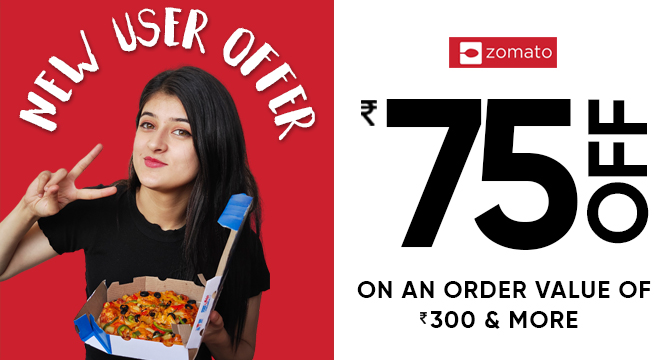 NEW USER OFFER
zomato
₹75 OFF
ON AN ORDER VALUE OF
₹300 & MORE